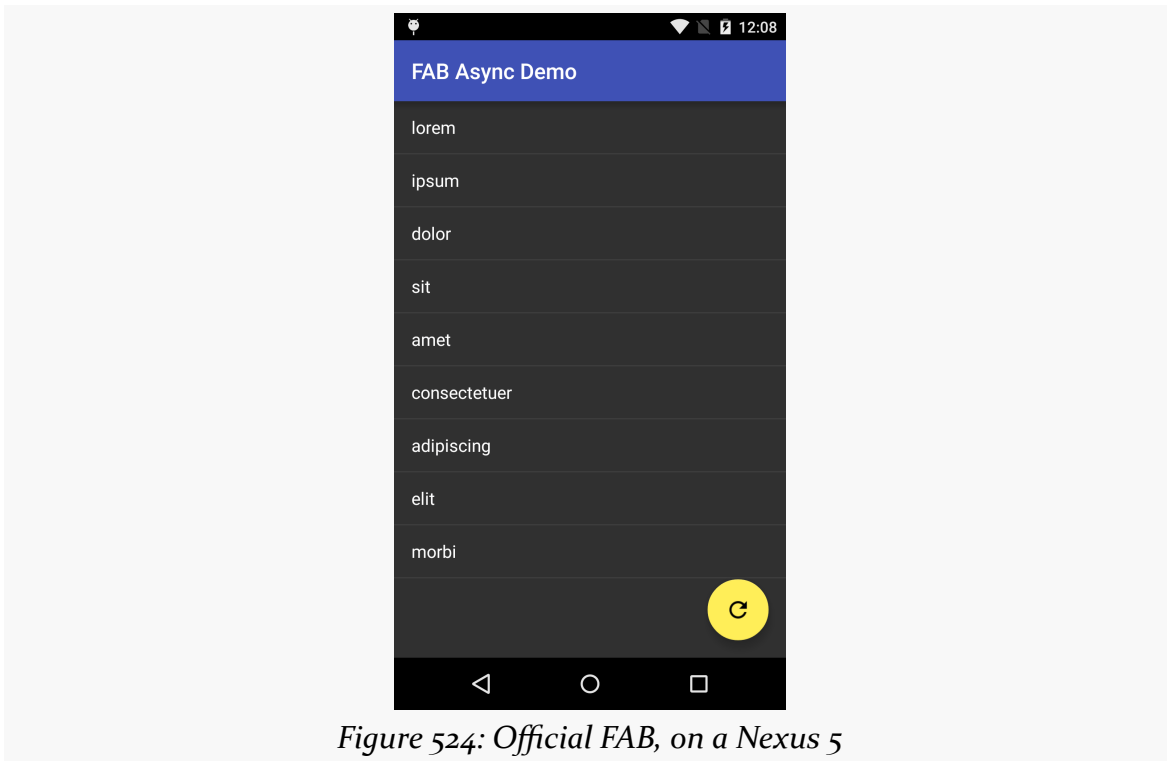 12:08
FAB Async Demo
lorem
ipsum
dolor
sit
amet
consectetuer
adipiscing
elit
morbi
Figure 524: Official FAB, on a Nexus 5